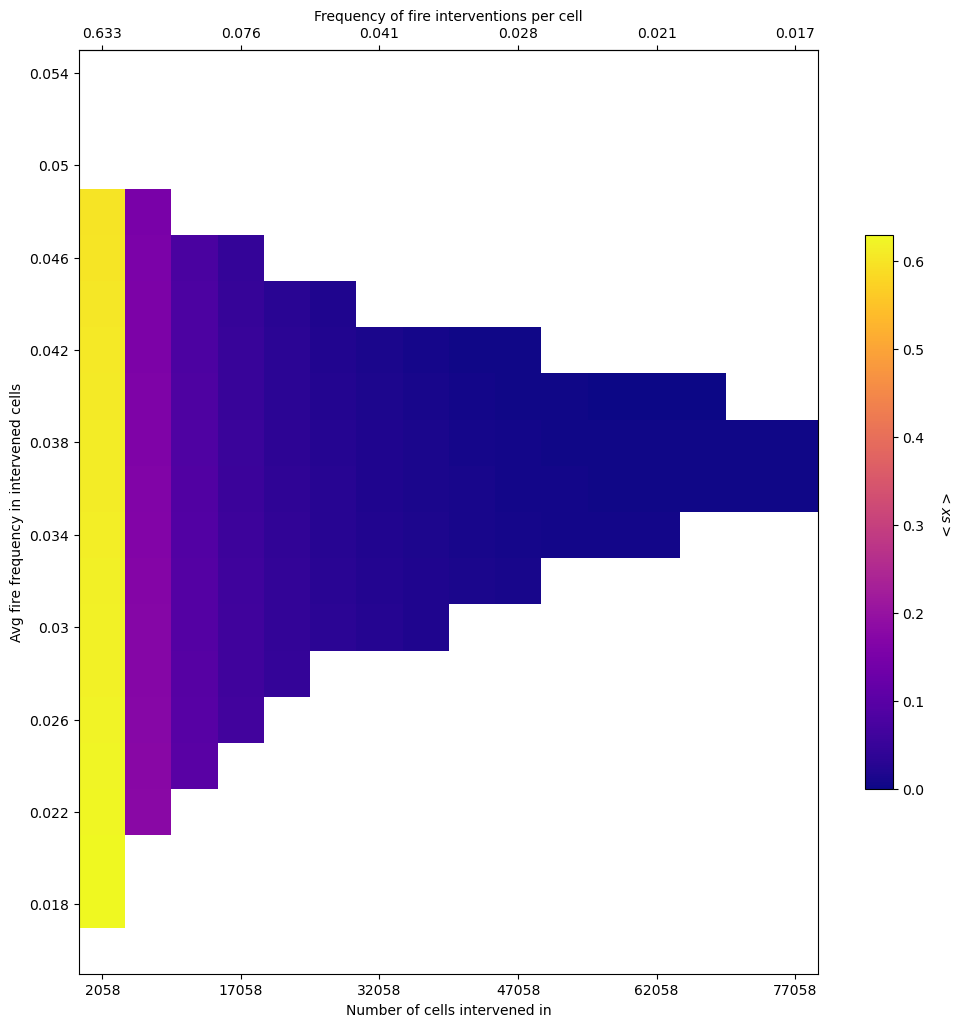 Frequency of fire interventions per cell
0.633 0.076 0.041 0.028 0.021 0.017
0.054
0.05
0.046
0.042
0.038
0.034
0.03
0.026
0.022
0.018
Avg fire frequency in intervened cells
2058 17058 32058 47058 62058 77058
Number of cells intervened in
0.6
0.5
0.4
0.3
0.2
0.1
0.0
< sx >